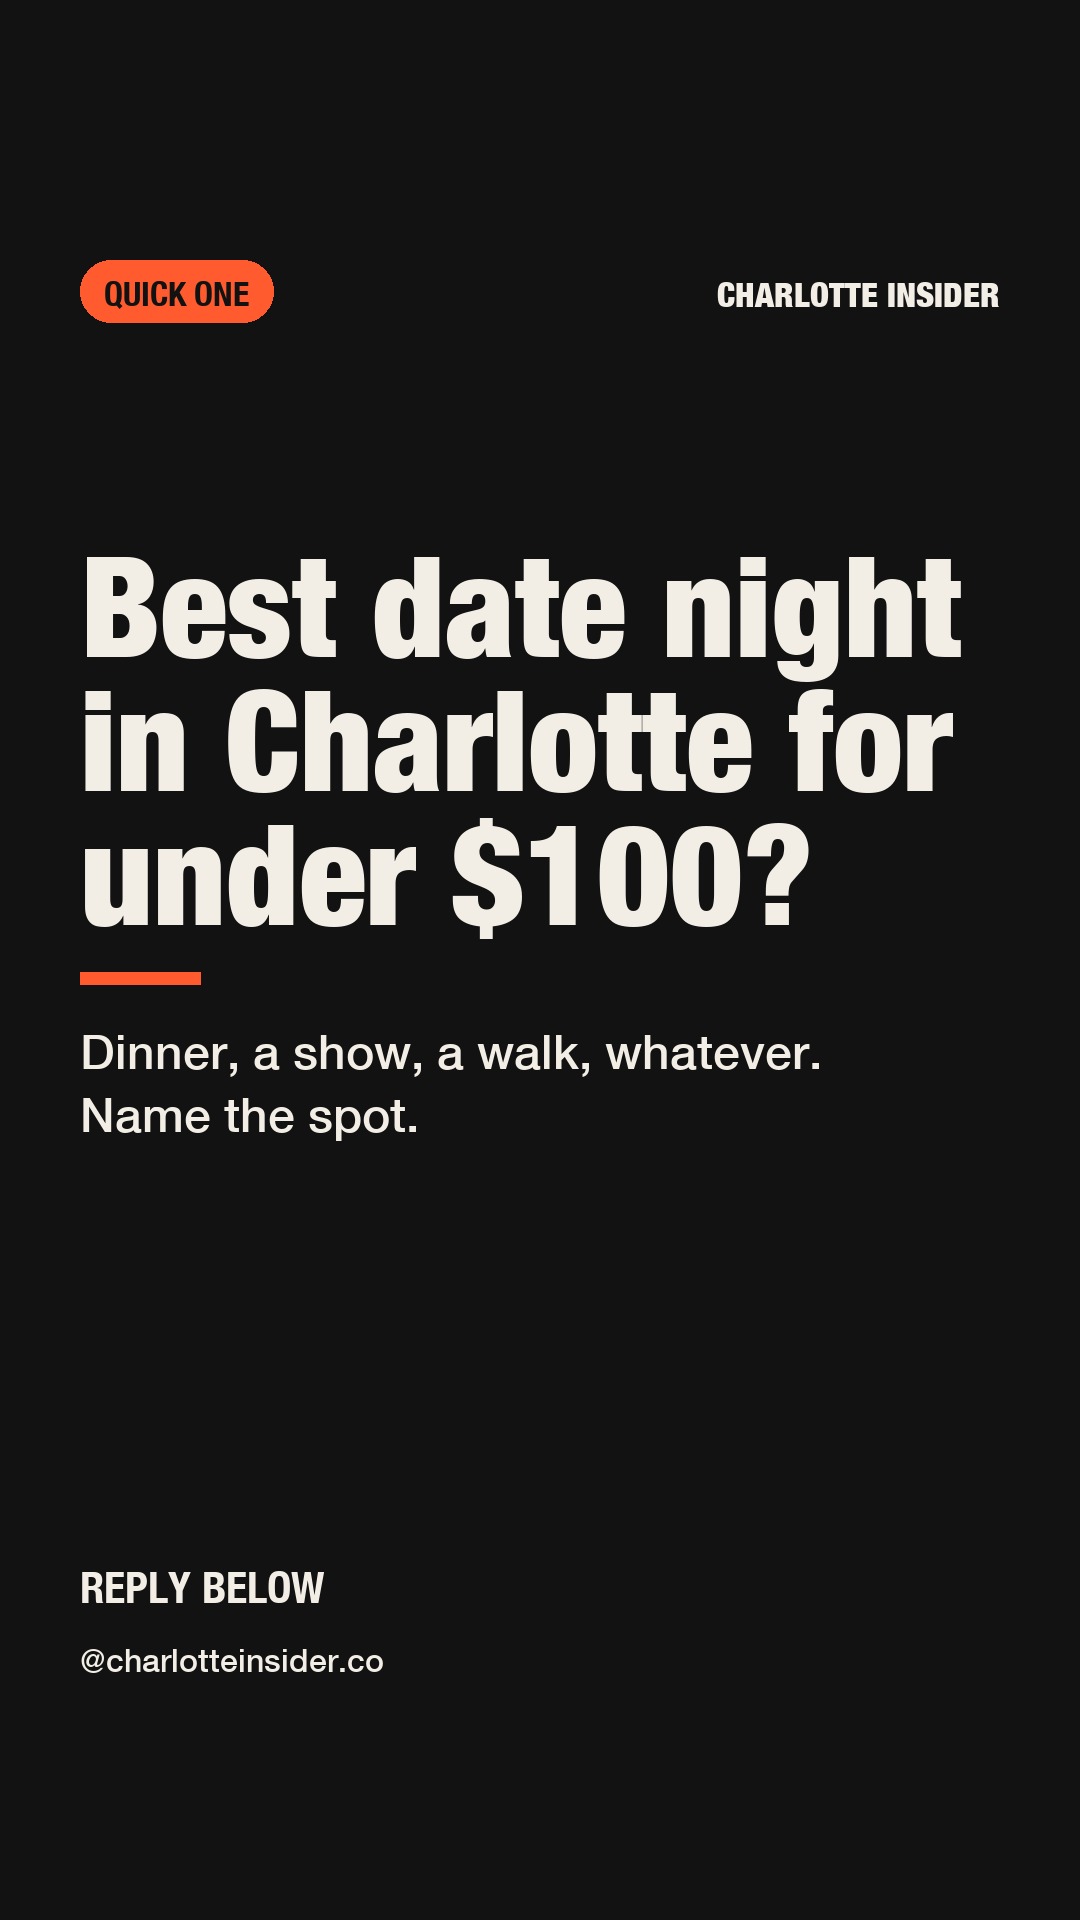 QUICK ONE
CHARLOTTE INSIDER
Best date night
in Charlotte for
under $100?
Dinner, a show, a walk, whatever.
Name the spot.
REPLY BELOW
@charlotteinsider.co